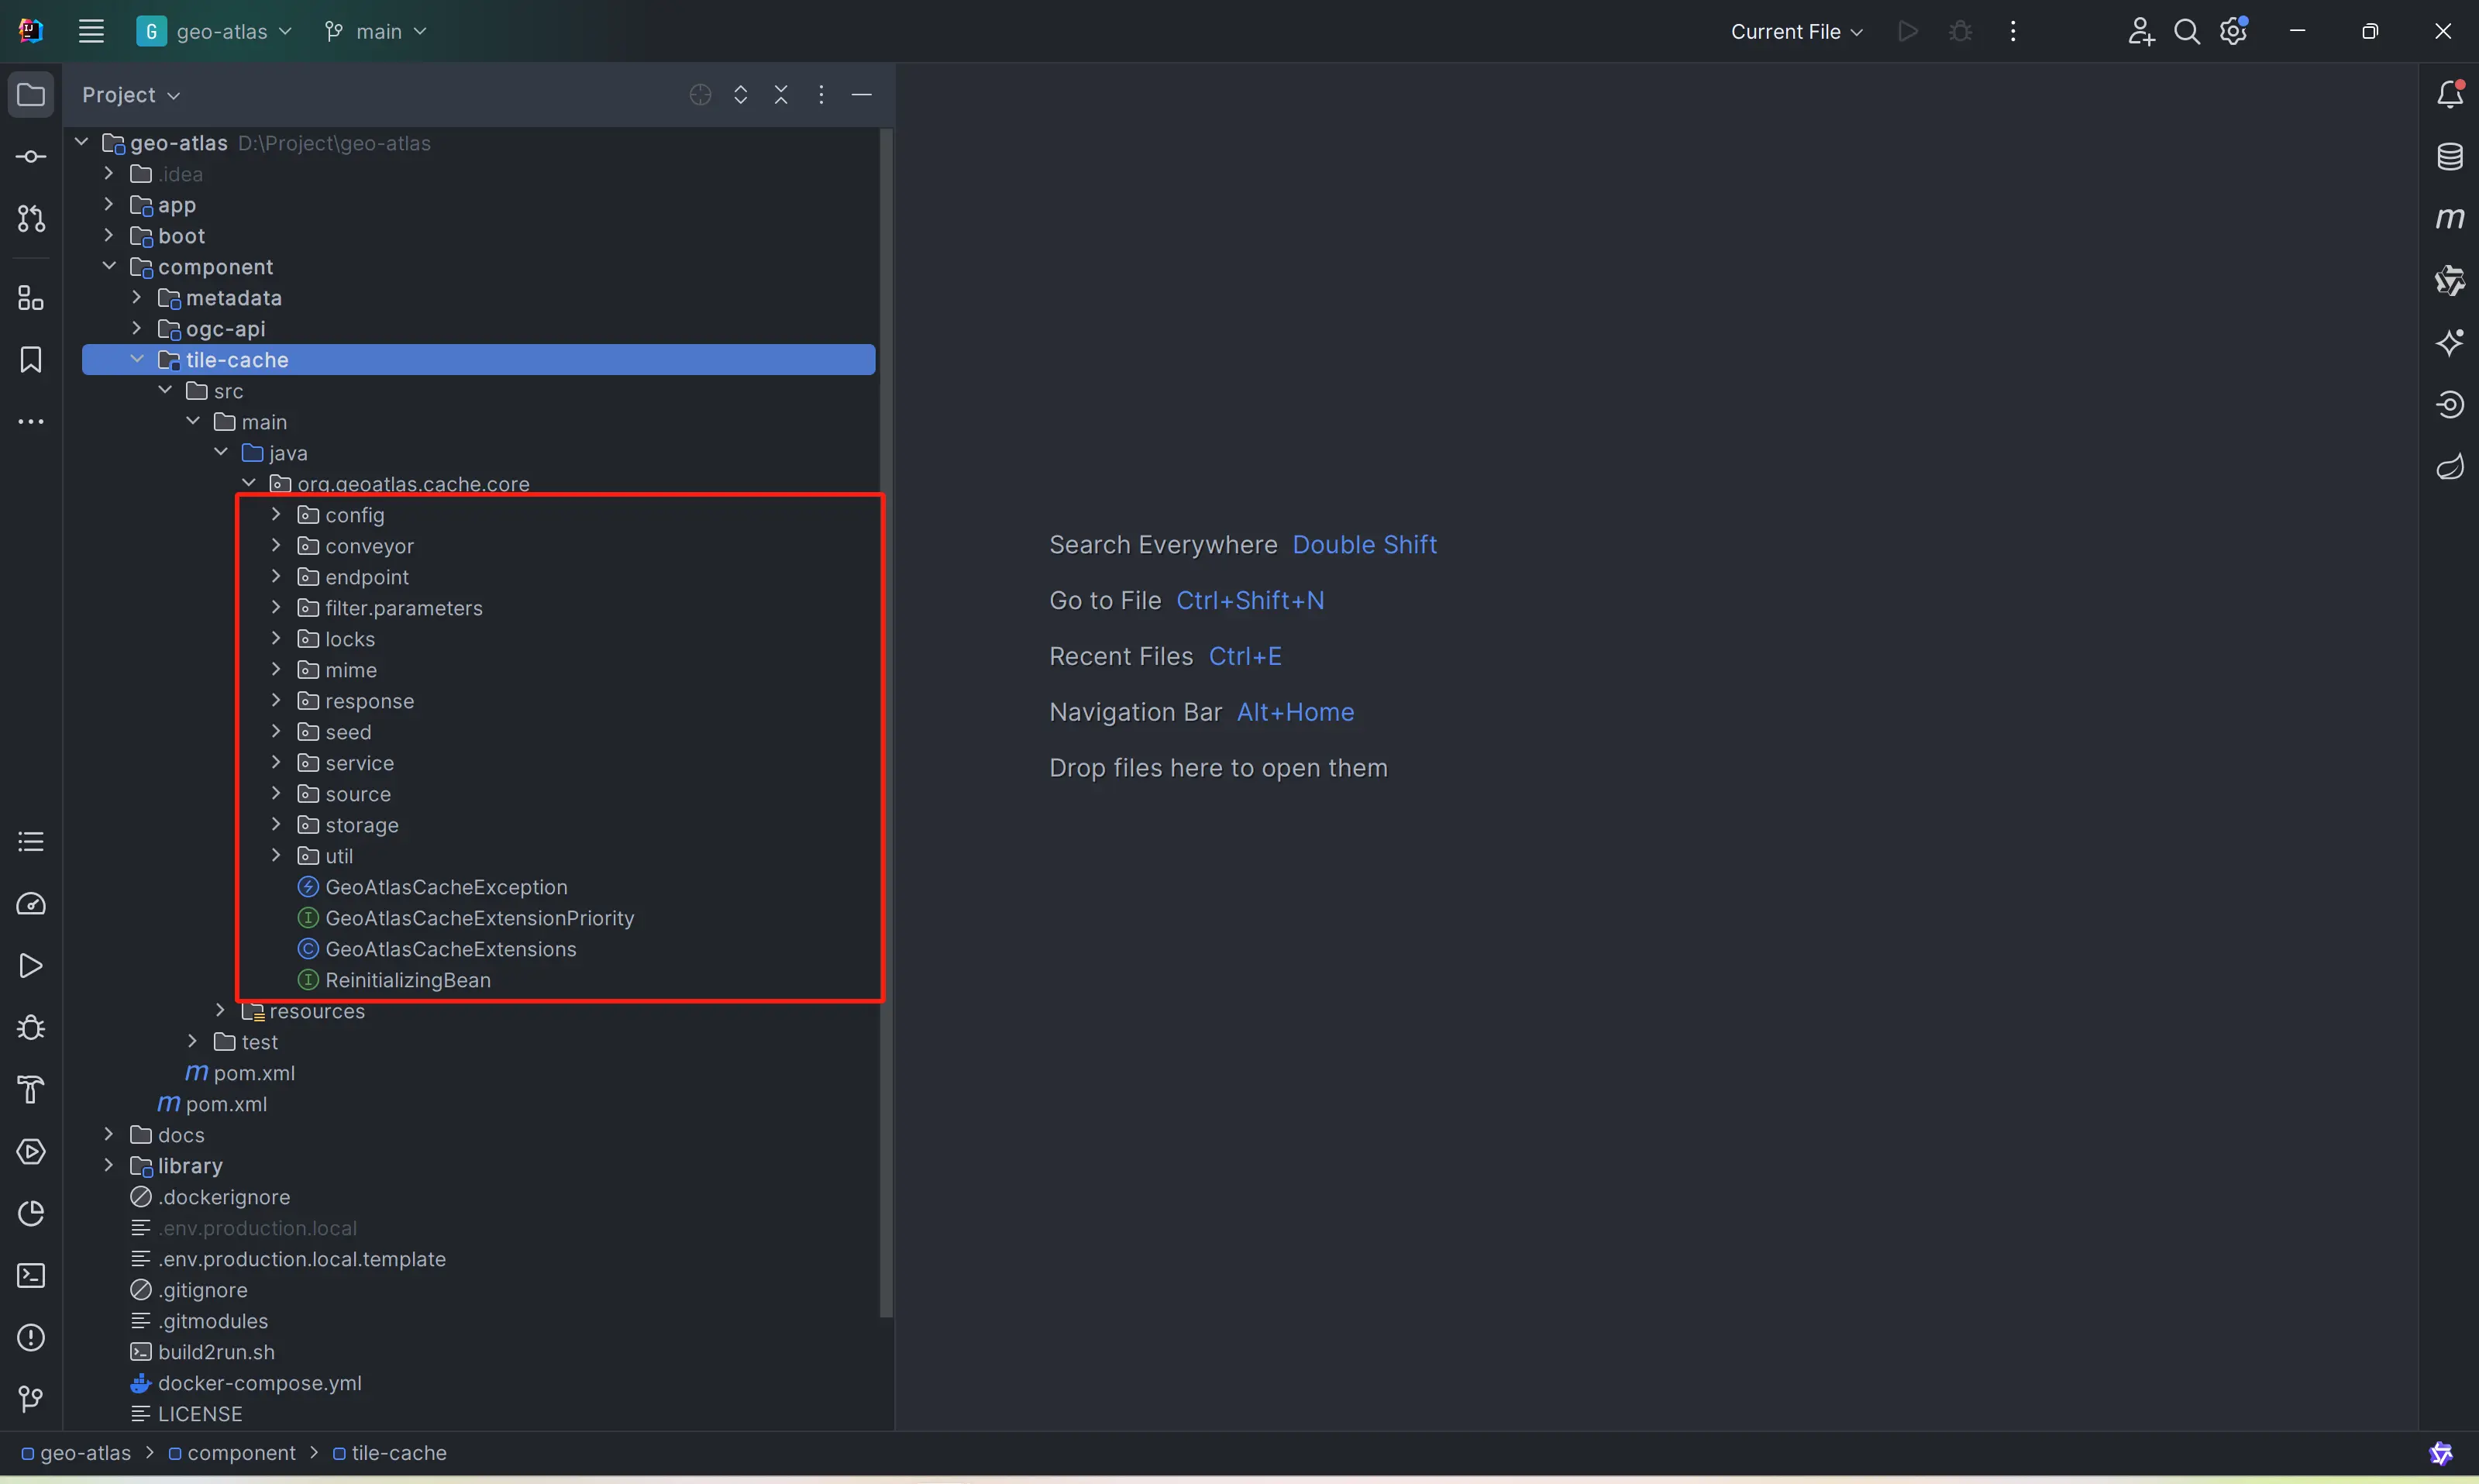 G geo-atlas main Current File
Project
geo-atlas D:\Project\geo-atlas
.idea
app
boot
component
metadata
ogc-api
tile-cache
src
main
java
org.geoatlas.cache.core
config
conveyor
endpoint
filter.parameters
locks
mime
response
seed
service
source
storage
util
GeoAtlasCacheException
GeoAtlasCacheExtensionPriority
GeoAtlasCacheExtensions
ReinitializingBean
resources
test
m pom.xml
m pom.xml
docs
library
.dockerignore
.env.production.local
.env.production.local.template
.gitignore
.gitmodules
build2run.sh
docker-compose.yml
LICENSE
Search Everywhere Double Shift
Go to File Ctrl+Shift+N
Recent Files Ctrl+E
Navigation Bar Alt+Home
Drop files here to open them
m
geo-atlas > component > tile-cache